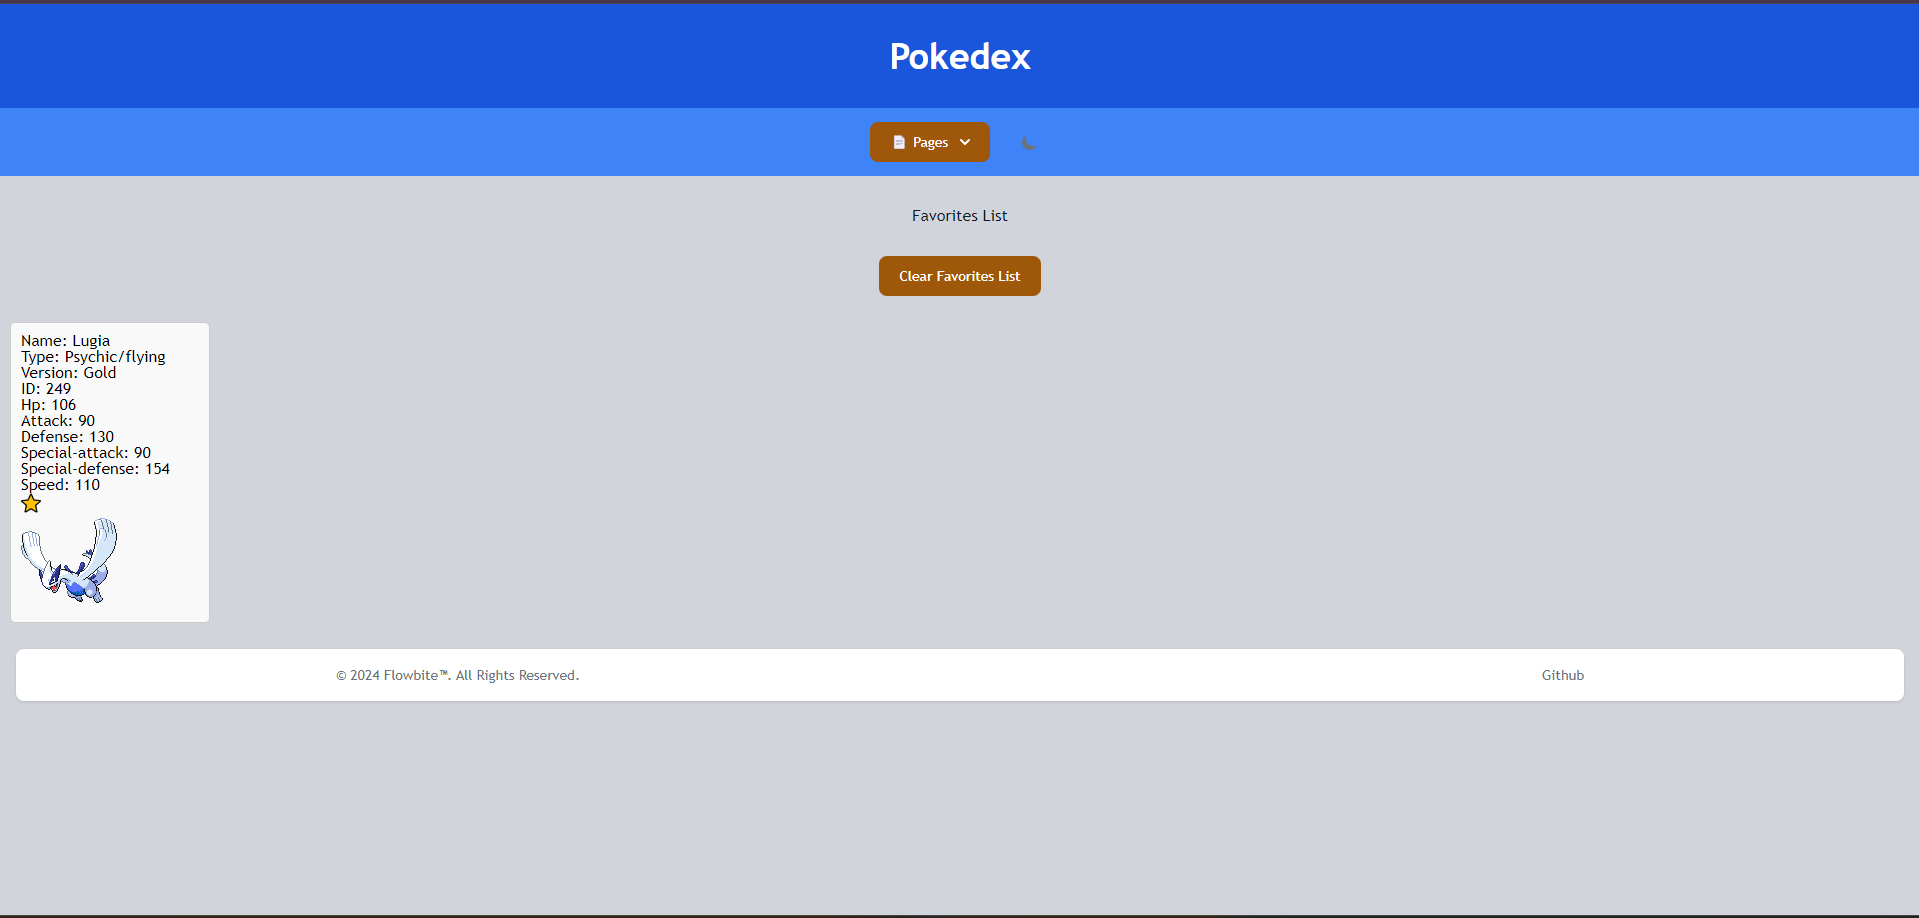 Pokedex
Pages
Favorites List
Clear Favorites List
Name: Lugia
Type: Psychic/flying
Version: Gold
ID: 249
Hp: 106
Attack: 90
Defense: 130
Special-attack: 90
Special-defense: 154
Speed: 110
© 2024 Flowbite™. All Rights Reserved.
Github